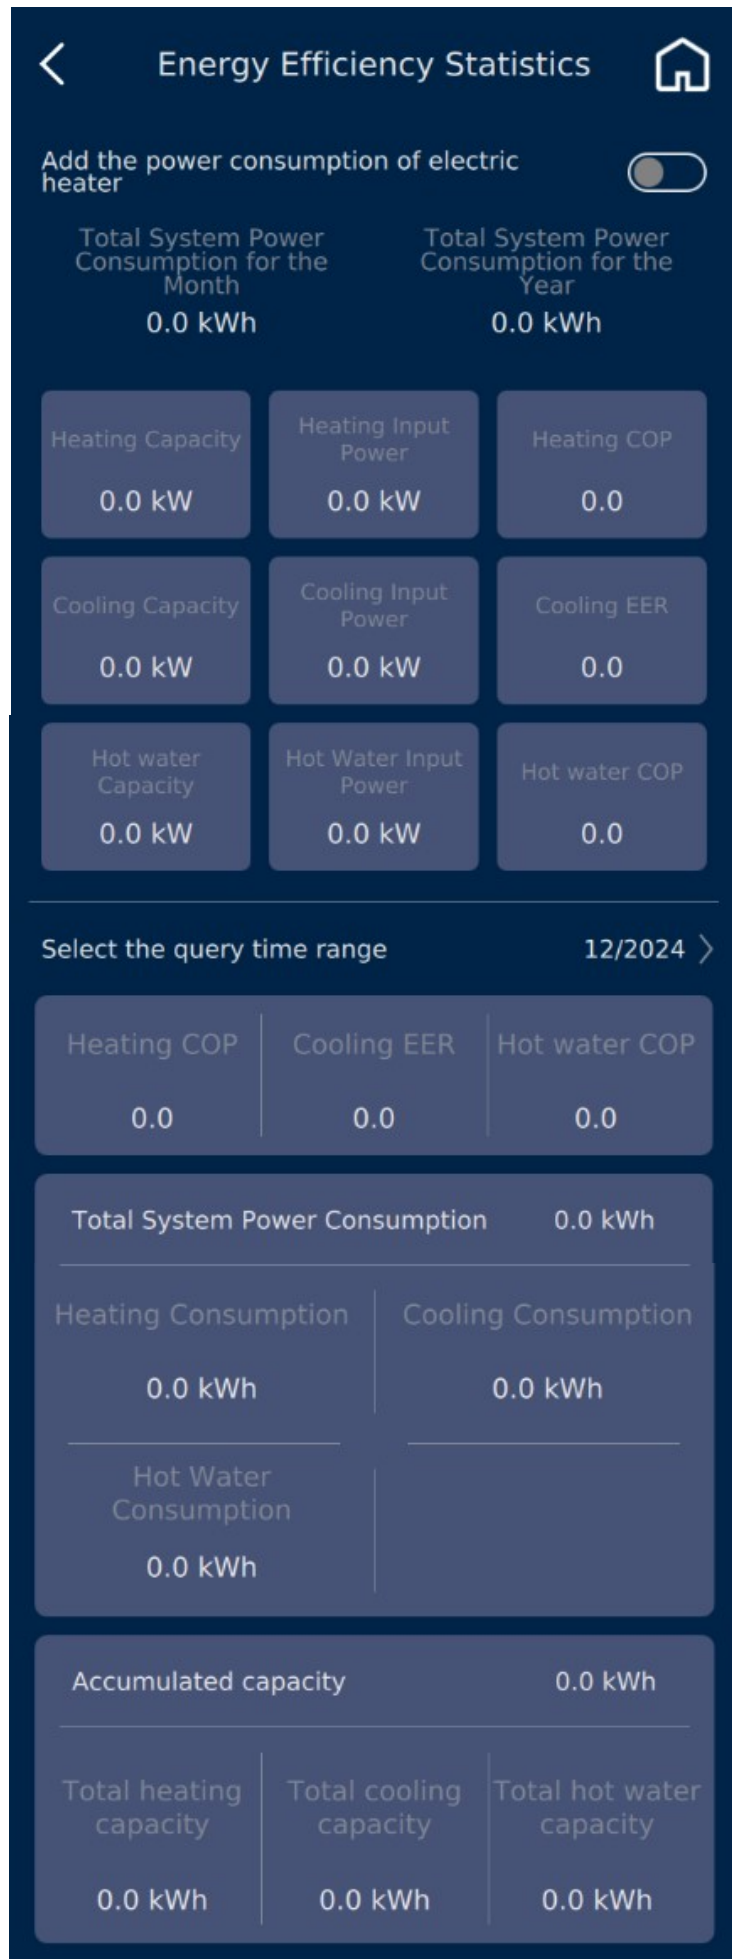 Energy Efficiency Statistics
Add the power consumption of electric
heater
Total System Power
Consumption for the
Month
0.0 kWh
Total System Power
Consumption for the
Year
0.0 kWh
Heating Capacity
0.0 kW
Heating Input
Power
0.0 kW
Heating COP
0.0
Cooling Capacity
0.0 kW
Cooling Input
Power
0.0 kW
Cooling EER
0.0
Hot water
Capacity
0.0 kW
Hot Water Input
Power
0.0 kW
Hot water COP
0.0
Select the query time range 12/2024
Heating COP
0.0
Cooling EER
0.0
Hot water COP
0.0
Total System Power Consumption 0.0 kWh
Heating Consumption
0.0 kWh
Cooling Consumption
0.0 kWh
Hot Water
Consumption
0.0 kWh
Accumulated capacity 0.0 kWh
Total heating
capacity
0.0 kWh
Total cooling
capacity
0.0 kWh
Total hot water
capacity
0.0 kWh